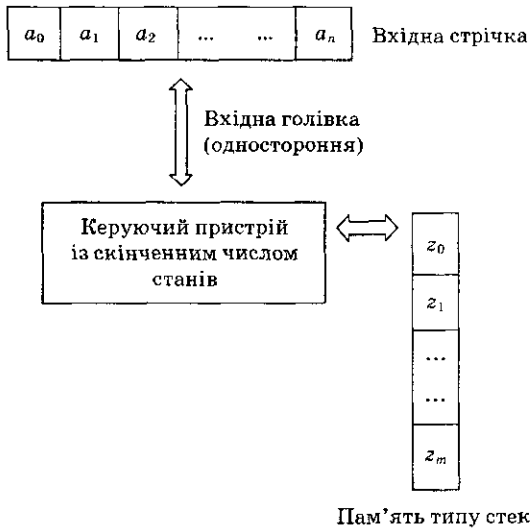 a₀ a₁ a₂ ... ... aₙ Вхідна стрічка
Вхідна голівка
(одностороння)
Керуючий пристрій
із скінченним числом
станів
z₀
z₁
...
...
zₘ
Пам'ять типу стек